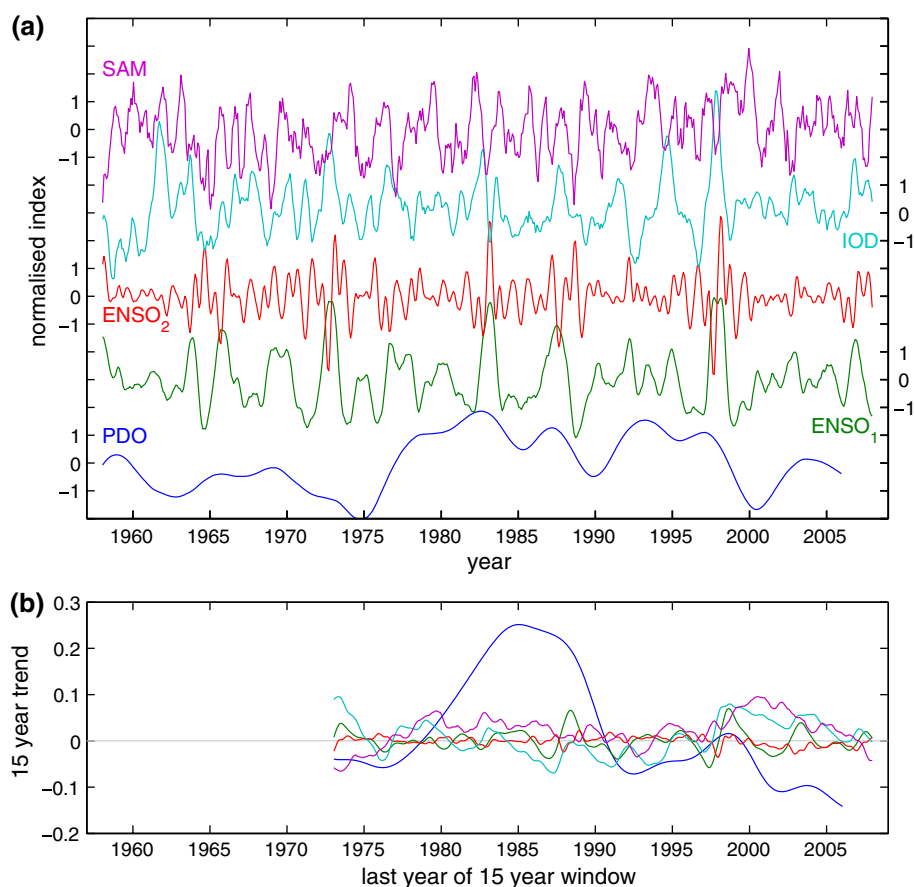 (a)
SAM
1
0
−1
1
0
−1
IOD
1
0
−1
ENSO2
1
0
−1
ENSO1
PDO
1
0
−1
normalised index
1960 1965 1970 1975 1980 1985 1990 1995 2000 2005
year
(b)
0.3
0.2
0.1
0
−0.1
−0.2
15 year trend
1960 1965 1970 1975 1980 1985 1990 1995 2000 2005
last year of 15 year window